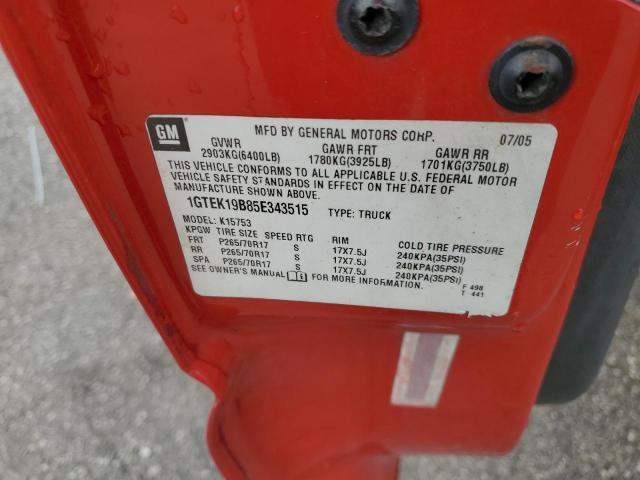 GM
MFD BY GENERAL MOTORS CORP. 07/05
GVWR GAWR FRT GAWR RR
2903KG(6400LB) 1780KG(3925LB) 1701KG(3750LB)
THIS VEHICLE CONFORMS TO ALL APPLICABLE U.S. FEDERAL MOTOR
VEHICLE SAFETY STANDARDS IN EFFECT ON THE DATE OF
MANUFACTURE SHOWN ABOVE.
1GTEK19B85E343515 TYPE: TRUCK
MODEL: K15753
KPGW TIRE SIZE SPEED RTG RIM COLD TIRE PRESSURE
FRT P265/70R17 S 17X7.5J 240KPA(35PSI)
RR P265/70R17 S 17X7.5J 240KPA(35PSI)
SPA P265/70R17 S 17X7.5J 240KPA(35PSI)
SEE OWNER'S MANUAL FOR MORE INFORMATION.
F 498
T 441